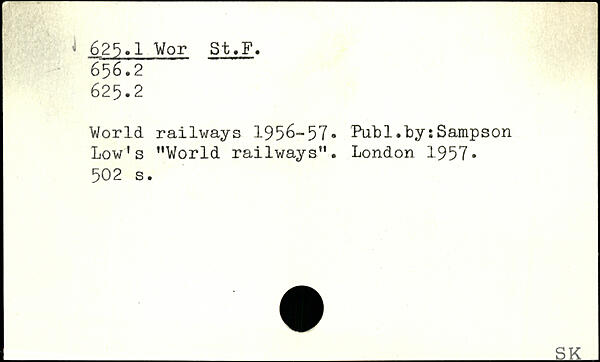 625.1 Wor St.F.
656.2
625.2
World railways 1956-57. Publ.by:Sampson
Low's "World railways". London 1957.
502 s.
SK